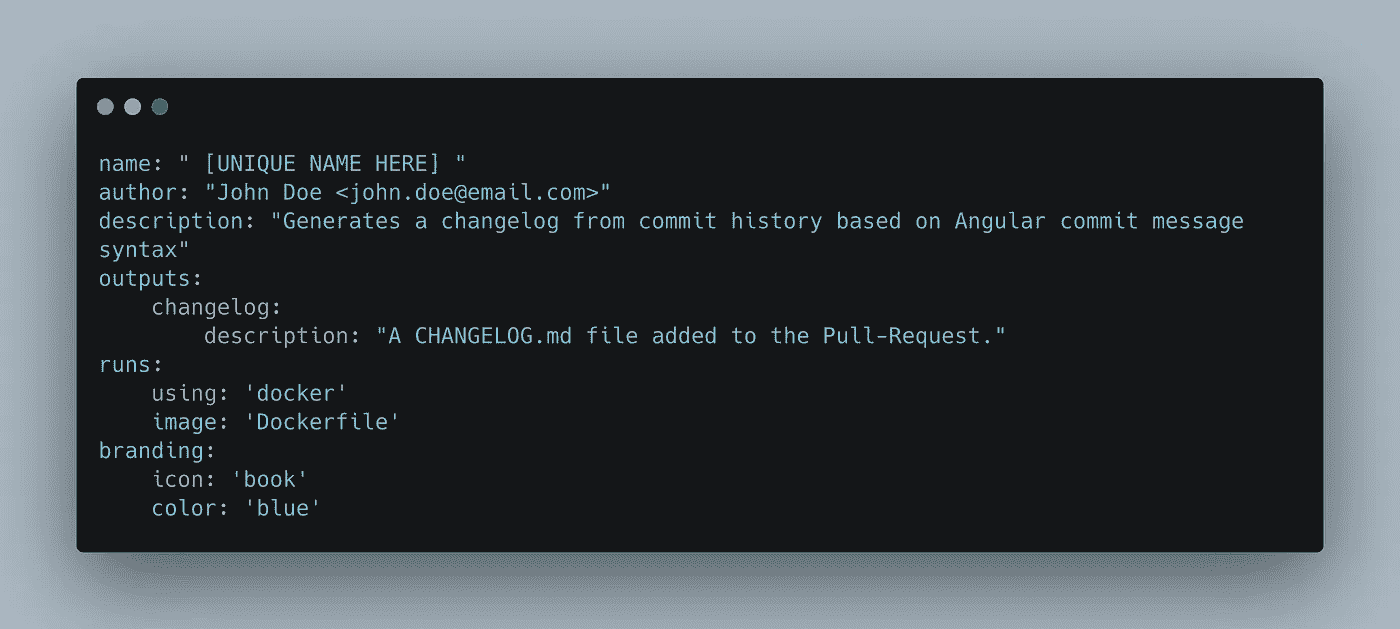 name: " [UNIQUE NAME HERE] "
author: "John Doe <john.doe@email.com>"
description: "Generates a changelog from commit history based on Angular commit message
syntax"
outputs:
    changelog:
        description: "A CHANGELOG.md file added to the Pull-Request."
runs:
    using: 'docker'
    image: 'Dockerfile'
branding:
    icon: 'book'
    color: 'blue'